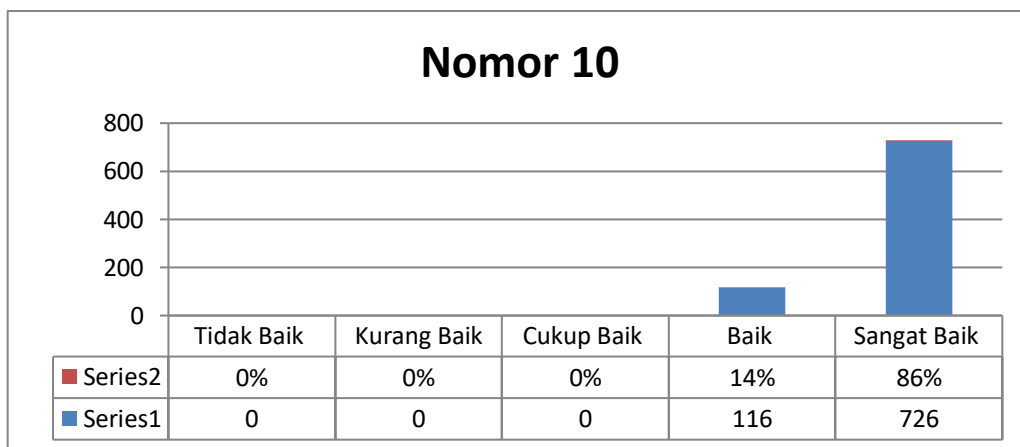 Nomor 10
800
600
400
200
0
Tidak Baik Kurang Baik Cukup Baik Baik Sangat Baik
Series2 0% 0% 0% 14% 86%
Series1 0 0 0 116 726